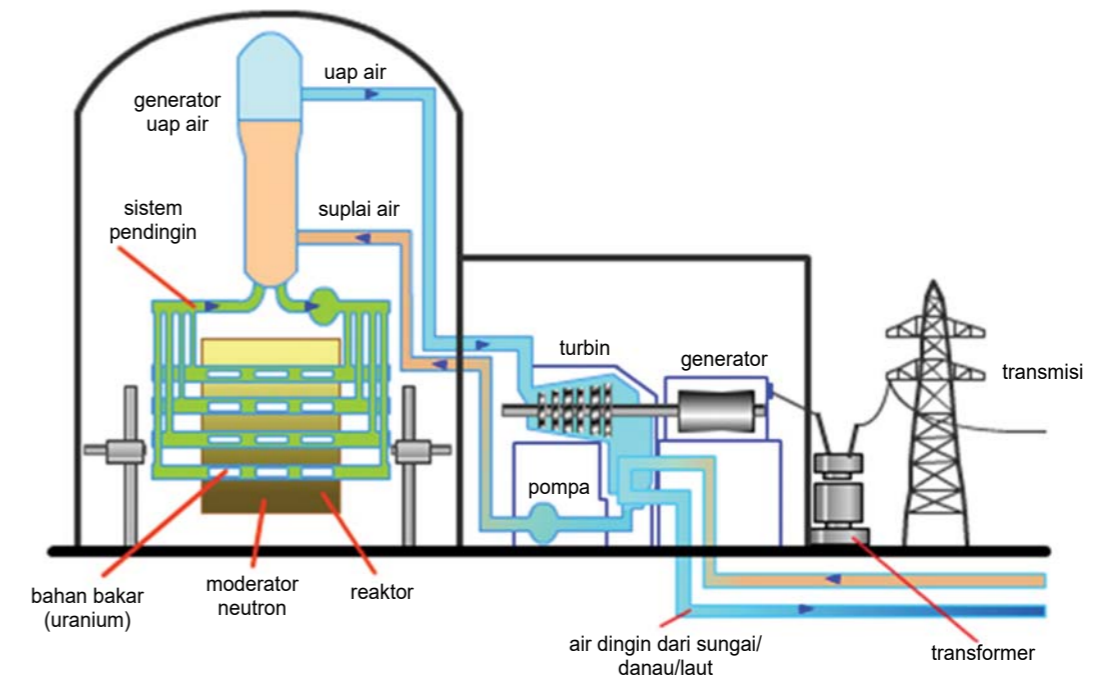 uap air
generator
uap air
sistem
pendingin
suplai air
turbin
generator
transmisi
pompa
bahan bakar
(uranium)
moderator
neutron
reaktor
air dingin dari sungai/
danau/laut
transformer